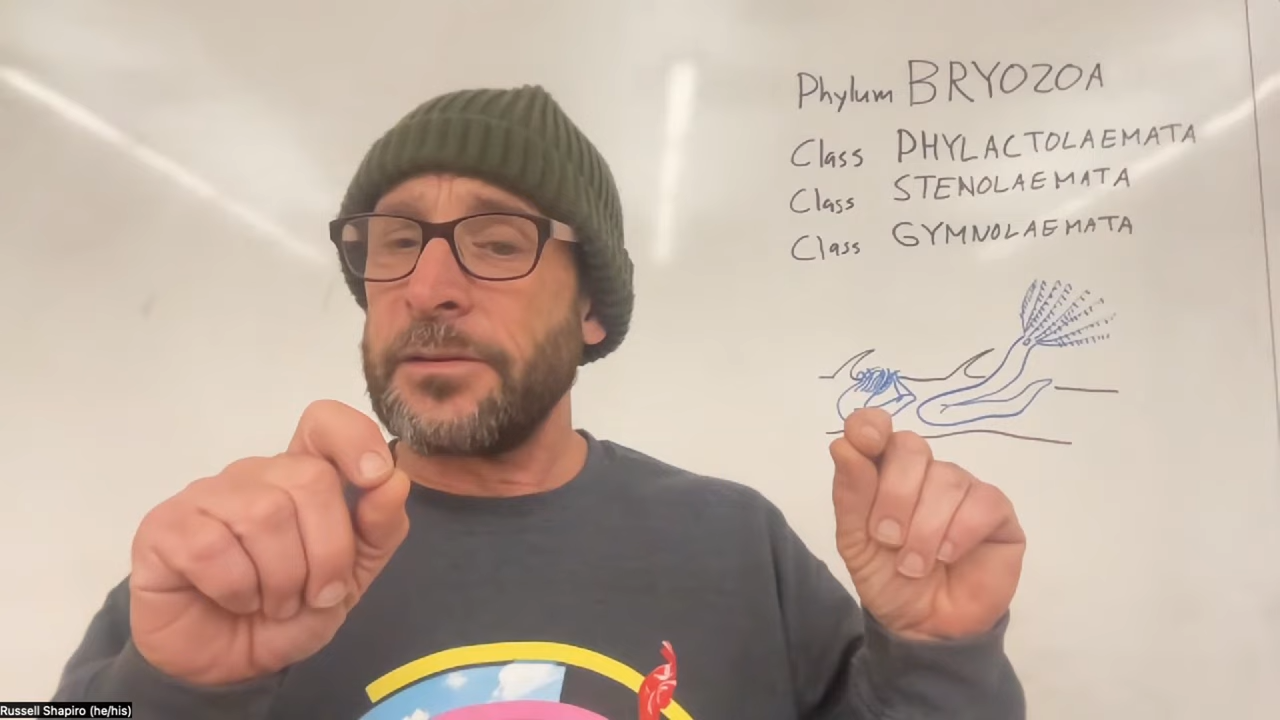 Phylum BRYOZOA
Class PHYLACTOLAEMATA
Class STENOLAEMATA
Class GYMNOLAEMATA
Russell Shapiro (he/his)